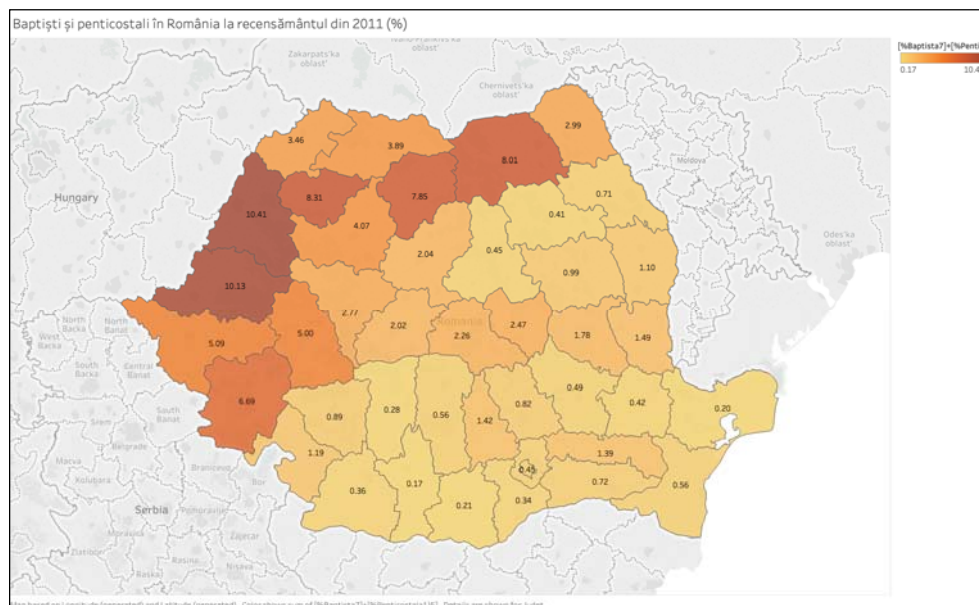 Baptiști și penticostali în România la recensământul din 2011 (%)
[%Baptista7]+[%Penti
0.17 10.4
Zakarpats'ka
oblast'
Chernivets'ka
oblast'
2.99
3.46
3.89
8.01
Moldova
Hungary
8.31
7.85
0.71
10.41
0.41
4.07
Odes'ka
oblast'
2.04
0.45
0.99
1.10
10.13
2.77
North
Backa
North
Banat
5.00
2.02
România
2.47
West
Backa
5.09
2.26
1.78
1.49
South
Backa
Central
Banat
6.69
0.49
0.28
0.56
0.82
0.42
0.20
South
Banat
0.89
1.42
Srem
Belgrade
1.39
1.19
0.45
Macva
Branicevo
Kolubara
Bor
0.17
0.72
0.56
0.36
0.34
0.21
Serbia
Pomoravlje
Moravica
Zajecar
Zlatibor
Rasina
Nisava
Raska